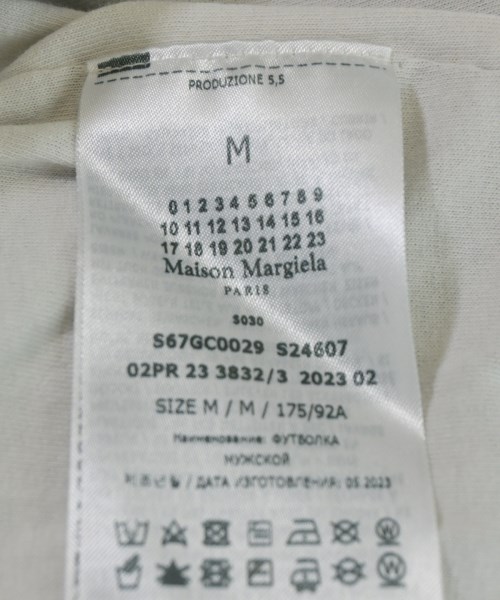 PRODUZIONE 5,5
M
0 1 2 3 4 5 6 7 8 9
10 11 12 13 14 15 16
17 18 19 20 21 22 23
Maison Margiela
PARIS
S030
S67GC0029 S24607
02PR 23 3832/3 2023 02
SIZE M / M / 175/92A
Наименование: ФУТБОЛКА
МУЖСКОЙ
/ ДАТА ИЗГОТОВЛЕНИЯ: 05.2023